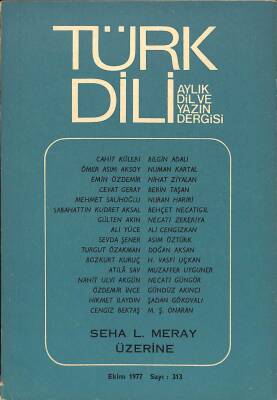 TÜRK
DİLİ
AYLIK
DİL VE
YAZIN
DERGİSİ
CAHİT KÜLEBİ BİLGİN ADALI
ÖMER ASIM AKSOY NUMAN KARTAL
EMİN ÖZDEMİR NİHAT ZİYALAN
CEVAT GERAY BERİN TAŞAN
MEHMET SALİHOĞLU NURAN HARİRİ
SABAHATTİN KUDRET AKSAL BEHÇET NECATİGİL
GÜLTEN AKIN NECATİ ZEKERİYA
ALİ YÜCE ALİ CENGİZKAN
SEVDA ŞENER ASIM ÖZTÜRK
TURGUT ÖZAKMAN DOĞAN AKSAN
BOZKURT KURUÇ H. VASFİ UÇKAN
ATİLÂ SAV MUZAFFER UYGUNER
NAHİT ULVİ AKGÜN NECATİ GÜNGÖR
ÖZDEMİR İNCE GÜNDÜZ AKINCI
HİKMET İLAYDIN ŞADAN GÖKOVALI
CENGİZ BEKTAŞ M. Ş. ONARAN
SEHA L. MERAY
ÜZERİNE
Ekim 1977 Sayı : 313